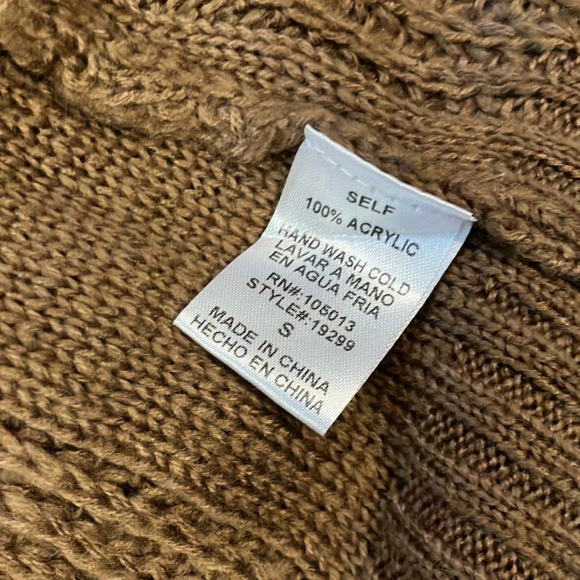 SELF
100% ACRYLIC
HAND WASH COLD
LAVAR A MANO
EN AGUA FRIA
RN#:106013
STYLE#:19299
S
MADE IN CHINA
HECHO EN CHINA